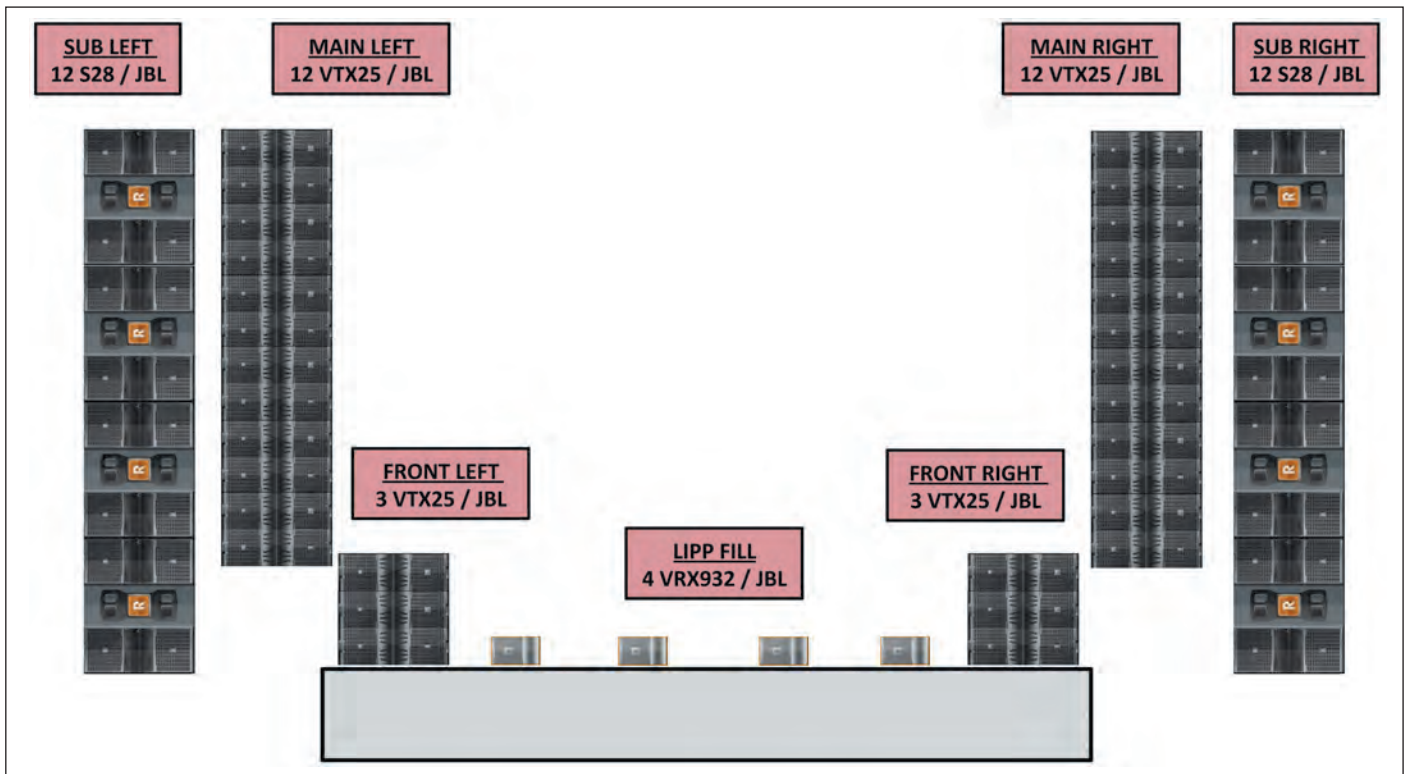 SUB LEFT
12 S28 / JBL
MAIN LEFT
12 VTX25 / JBL
MAIN RIGHT
12 VTX25 / JBL
SUB RIGHT
12 S28 / JBL
R
R
R
R
R
R
R
R
FRONT LEFT
3 VTX25 / JBL
FRONT RIGHT
3 VTX25 / JBL
LIPP FILL
4 VRX932 / JBL